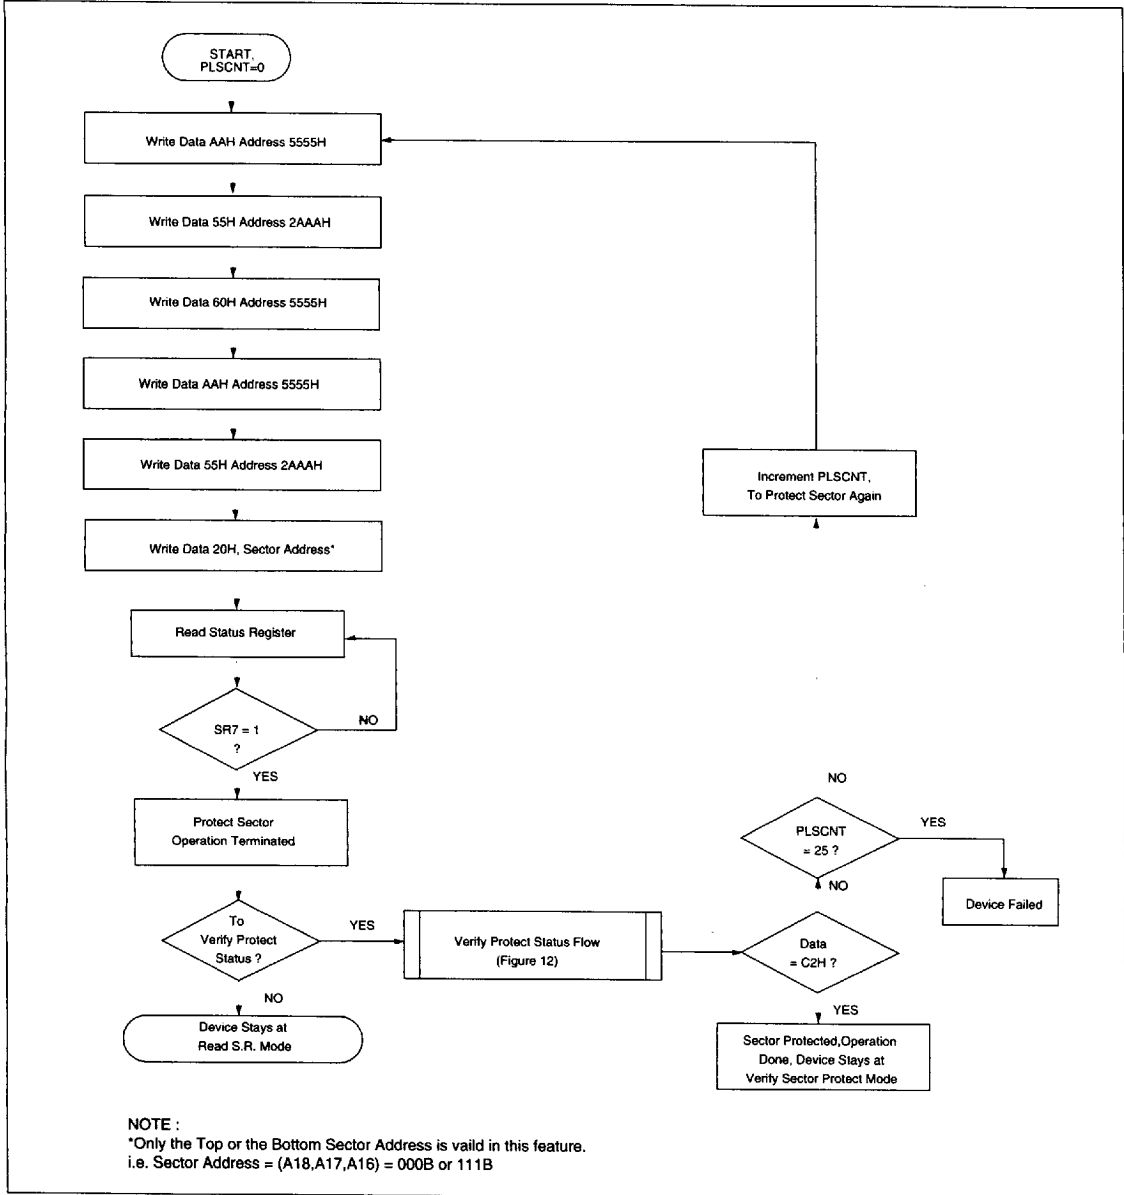 START,
PLSCNT=0
Write Data AAH Address 5555H
Write Data 55H Address 2AAAH
Write Data 60H Address 5555H
Write Data AAH Address 5555H
Write Data 55H Address 2AAAH
Write Data 20H, Sector Address*
Read Status Register
SR7 = 1
?
NO
YES
Protect Sector
Operation Terminated
To
Verify Protect
Status ?
YES
NO
Device Stays at
Read S.R. Mode
Verify Protect Status Flow
(Figure 12)
Data
= C2H ?
YES
Sector Protected,Operation
Done, Device Stays at
Verify Sector Protect Mode
NO
PLSCNT
= 25 ?
YES
Device Failed
NO
Increment PLSCNT,
To Protect Sector Again
NOTE :
*Only the Top or the Bottom Sector Address is vaild in this feature.
i.e. Sector Address = (A18,A17,A16) = 000B or 111B